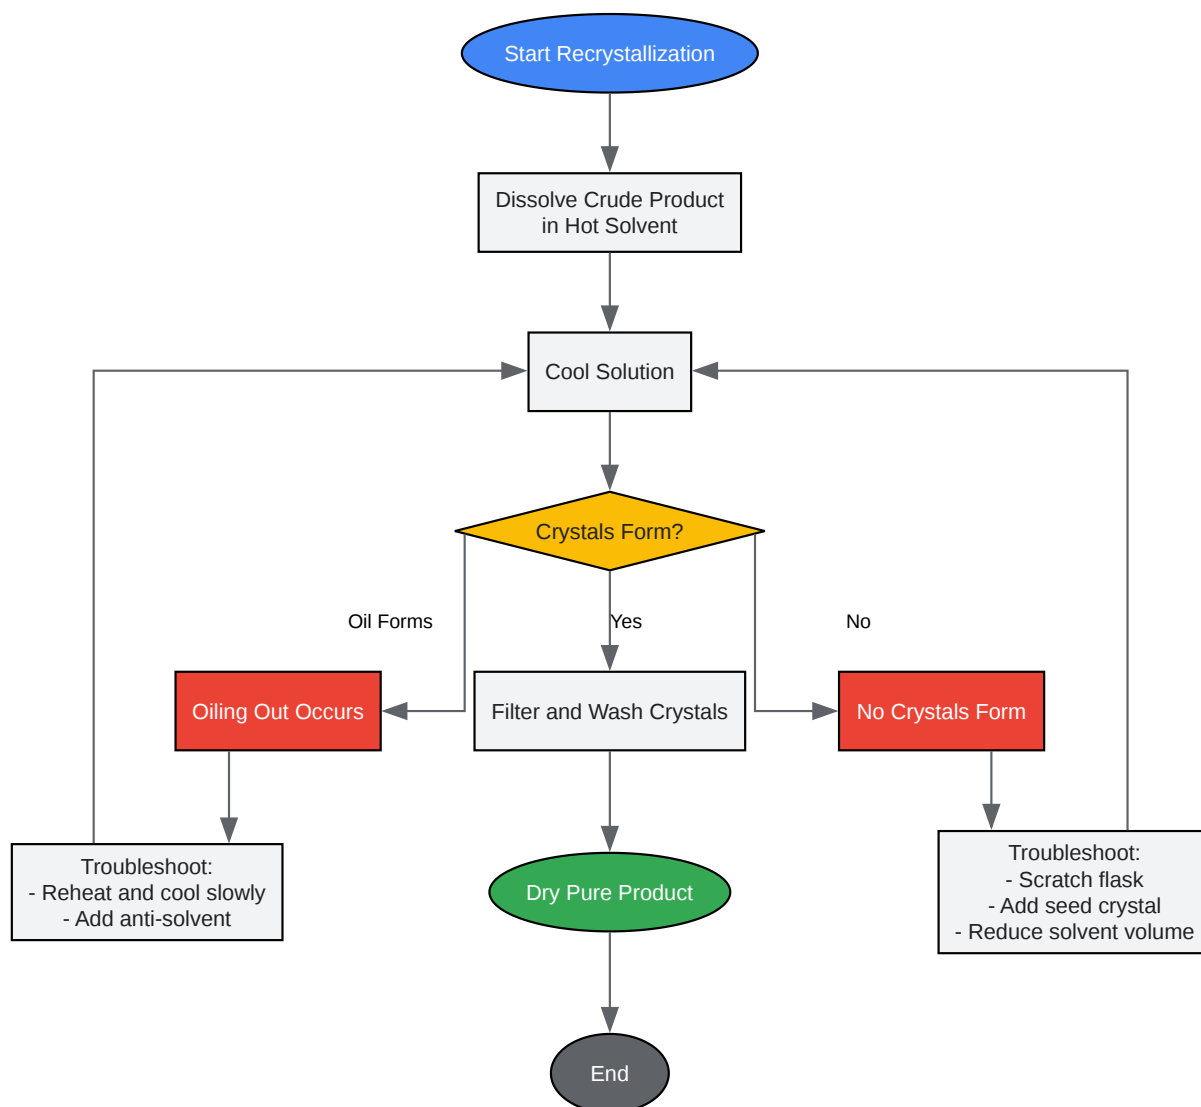 Start Recrystallization
Dissolve Crude Product
in Hot Solvent
Cool Solution
Crystals Form?
Oil Forms
Yes
No
Oiling Out Occurs
Filter and Wash Crystals
No Crystals Form
Troubleshoot:
- Reheat and cool slowly
- Add anti-solvent
Dry Pure Product
Troubleshoot:
- Scratch flask
- Add seed crystal
- Reduce solvent volume
End